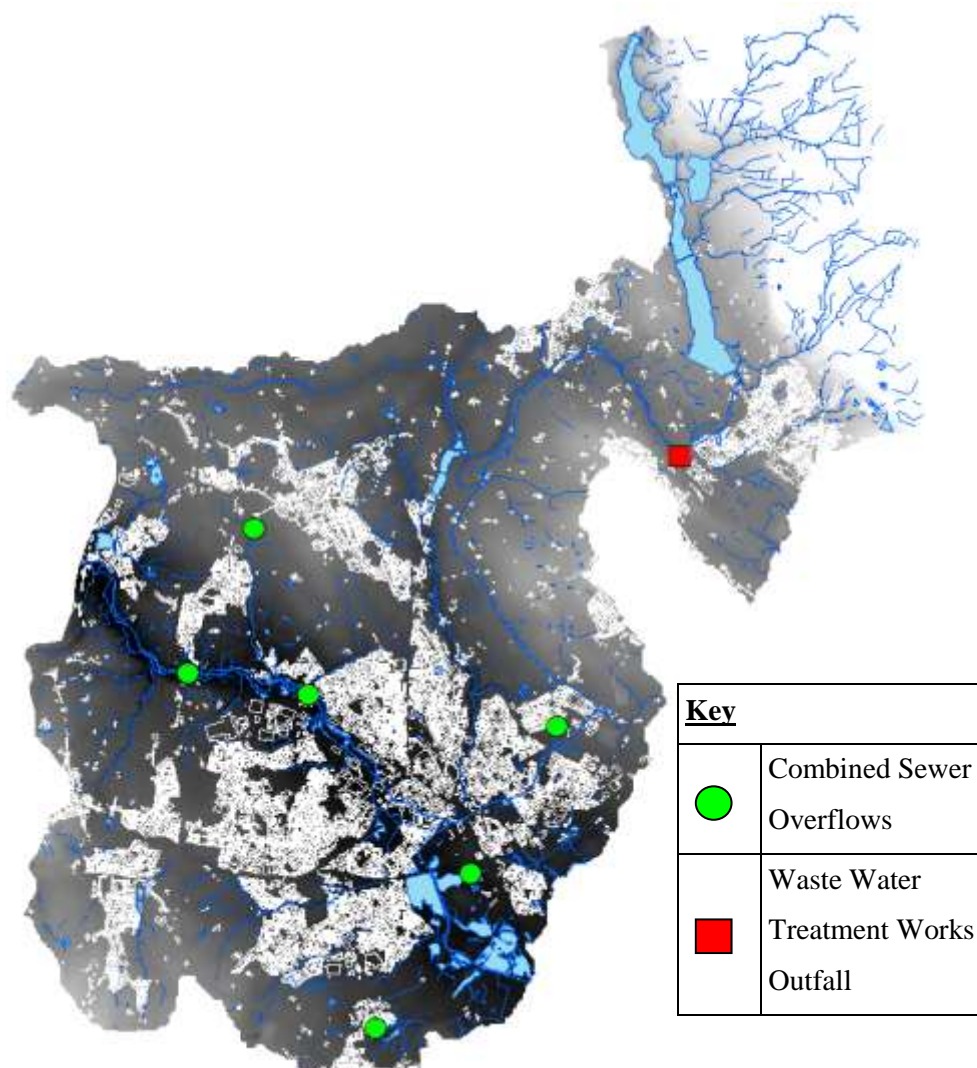 Key
Combined Sewer
Overflows
Waste Water
Treatment Works
Outfall